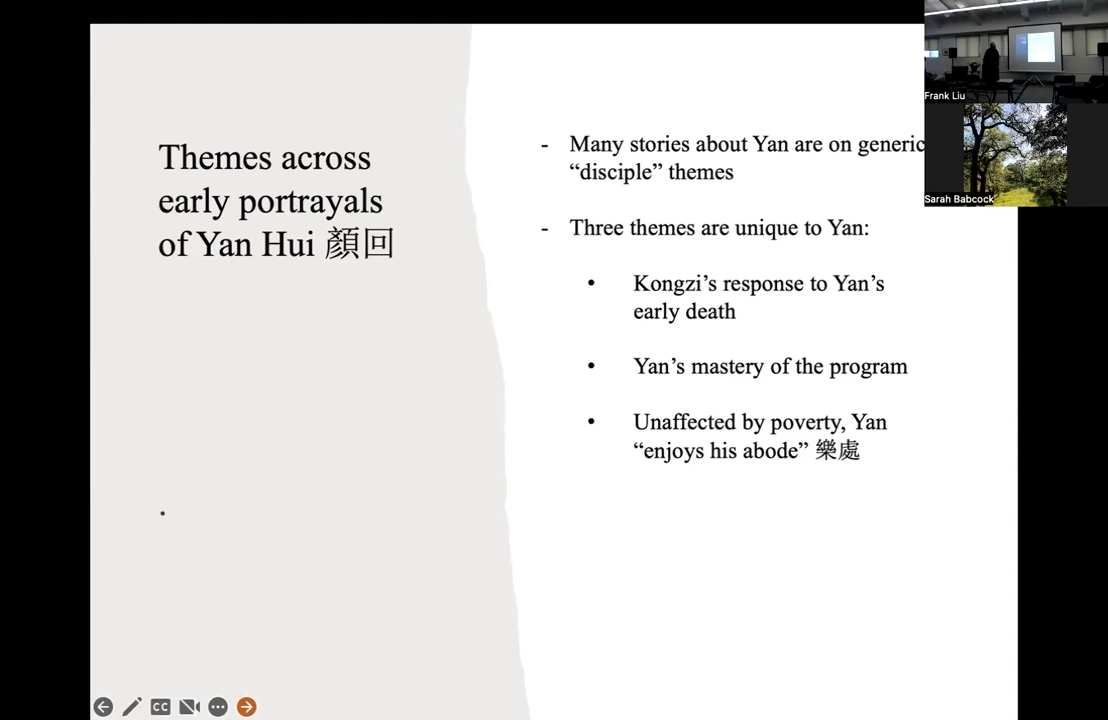 Themes across
early portrayals
of Yan Hui 顏回
- Many stories about Yan are on generic
“disciple” themes
- Three themes are unique to Yan:
• Kongzi’s response to Yan’s
early death
• Yan’s mastery of the program
• Unaffected by poverty, Yan
“enjoys his abode” 樂處
.
Frank Liu
Sarah Babcock
CC